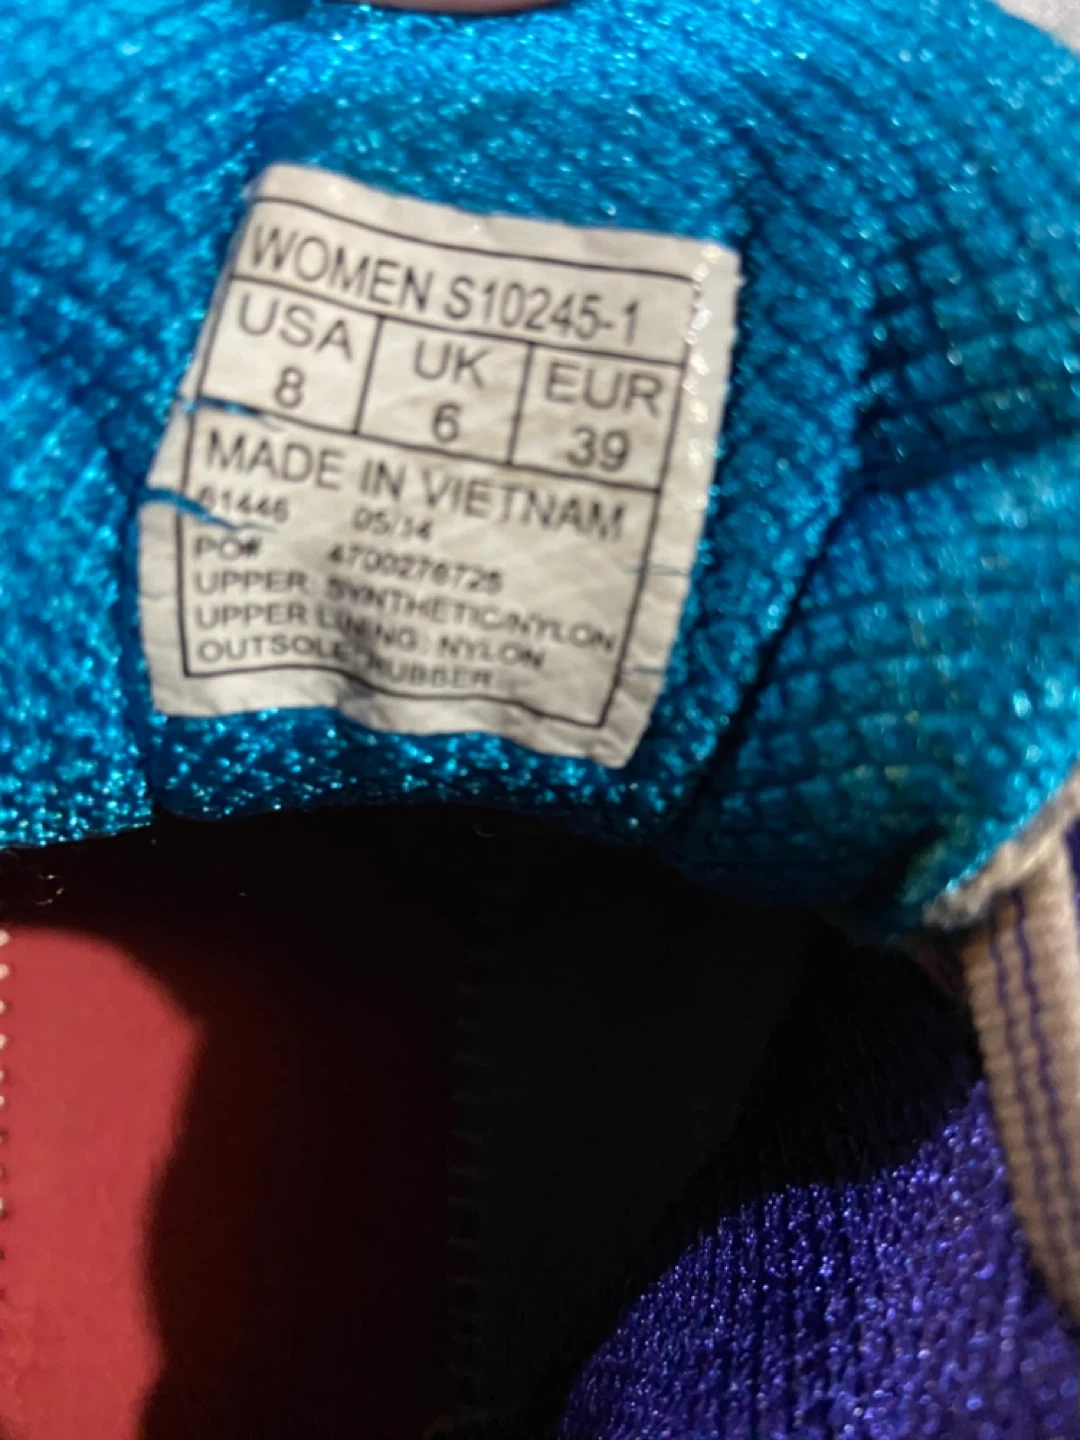 WOMEN S10245-1
USA UK EUR
8 6 39
MADE IN VIETNAM
61446 05/14
PO# 4700276725
UPPER: SYNTHETIC/NYLON
UPPER LINING: NYLON
OUTSOLE: RUBBER